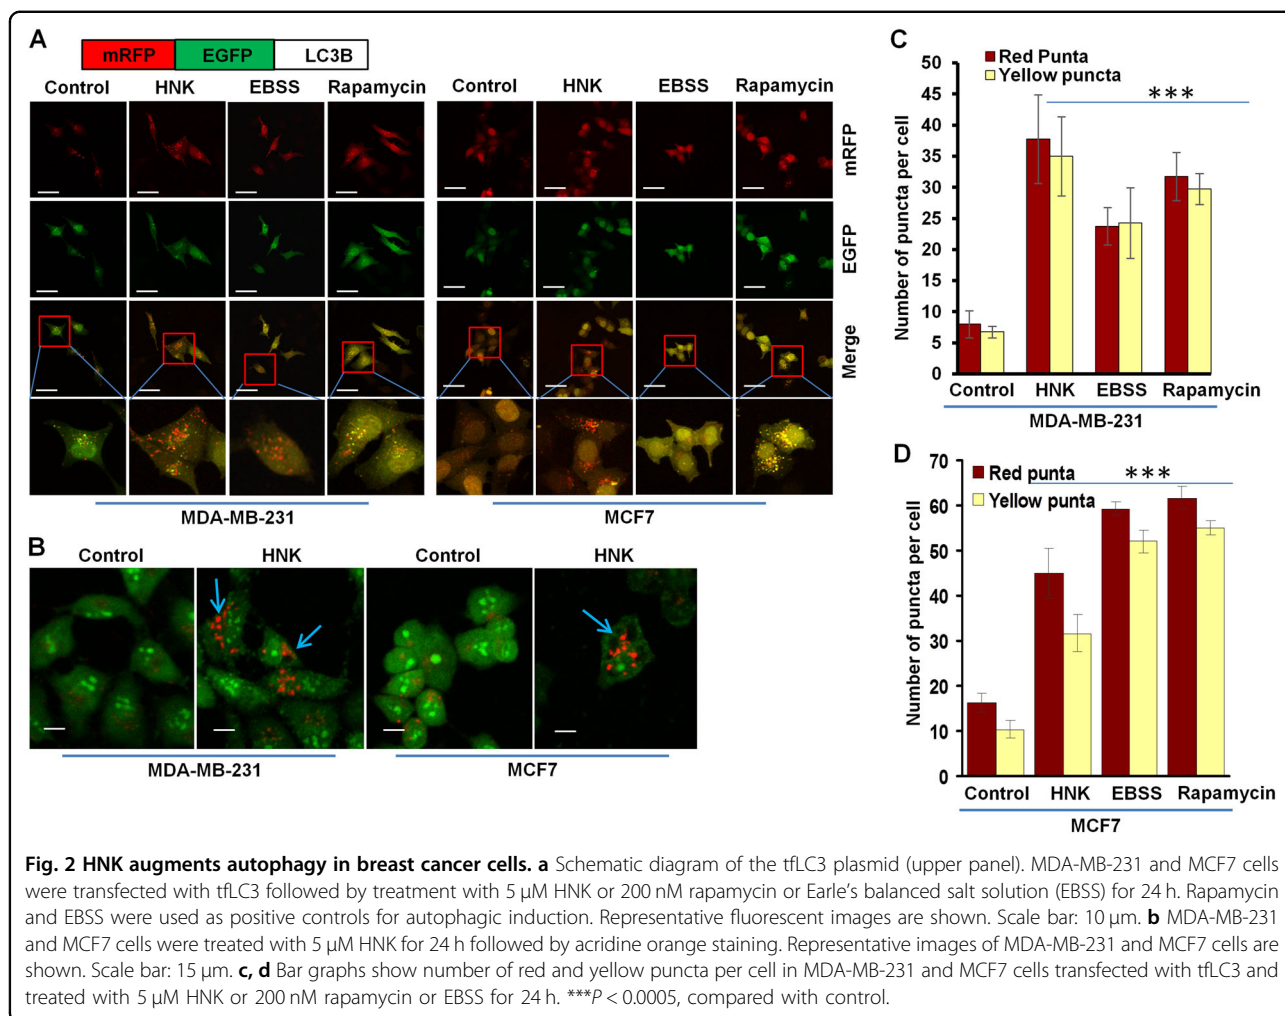 A
mRFP EGFP LC3B
Control HNK EBSS Rapamycin Control HNK EBSS Rapamycin
mRFP
EGFP
Merge
MDA-MB-231 MCF7
B
Control HNK Control HNK
MDA-MB-231 MCF7
C
Red Punta
Yellow puncta
***
Number of puncta per cell
50
45
40
35
30
25
20
15
10
5
0
Control HNK EBSS Rapamycin
MDA-MB-231
D
Red punta
Yellow punta
***
Number of puncta per cell
70
60
50
40
30
20
10
0
Control HNK EBSS Rapamycin
MCF7
Fig. 2 HNK augments autophagy in breast cancer cells. a Schematic diagram of the tfLC3 plasmid (upper panel). MDA-MB-231 and MCF7 cells
were transfected with tfLC3 followed by treatment with 5 µM HNK or 200 nM rapamycin or Earle's balanced salt solution (EBSS) for 24 h. Rapamycin
and EBSS were used as positive controls for autophagic induction. Representative fluorescent images are shown. Scale bar: 10 µm. b MDA-MB-231
and MCF7 cells were treated with 5 µM HNK for 24 h followed by acridine orange staining. Representative images of MDA-MB-231 and MCF7 cells are
shown. Scale bar: 15 µm. c, d Bar graphs show number of red and yellow puncta per cell in MDA-MB-231 and MCF7 cells transfected with tfLC3 and
treated with 5 µM HNK or 200 nM rapamycin or EBSS for 24 h. ***P < 0.0005, compared with control.